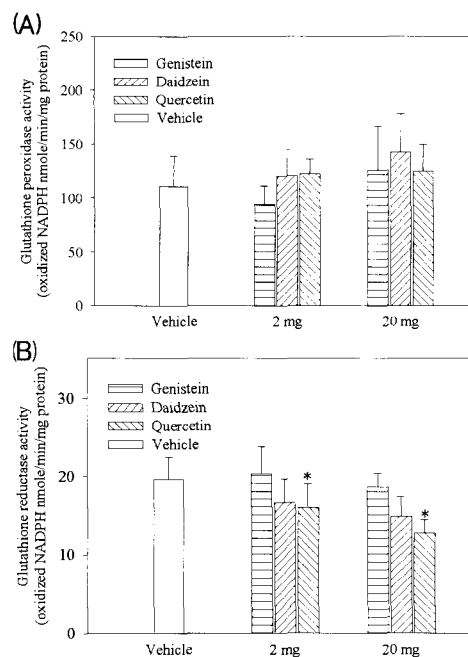 (A)
Glutathione peroxidase activity
(oxidized NADPH nmole/min/mg protein)
250
200
150
100
50
0
Genistein
Daidzein
Quercetin
Vehicle
Vehicle
2 mg
20 mg
(B)
Glutathione reductase activity
(oxidized NADPH nmole/min/mg protein)
30
20
10
0
Genistein
Daidzein
Quercetin
Vehicle
*
*
Vehicle
2 mg
20 mg